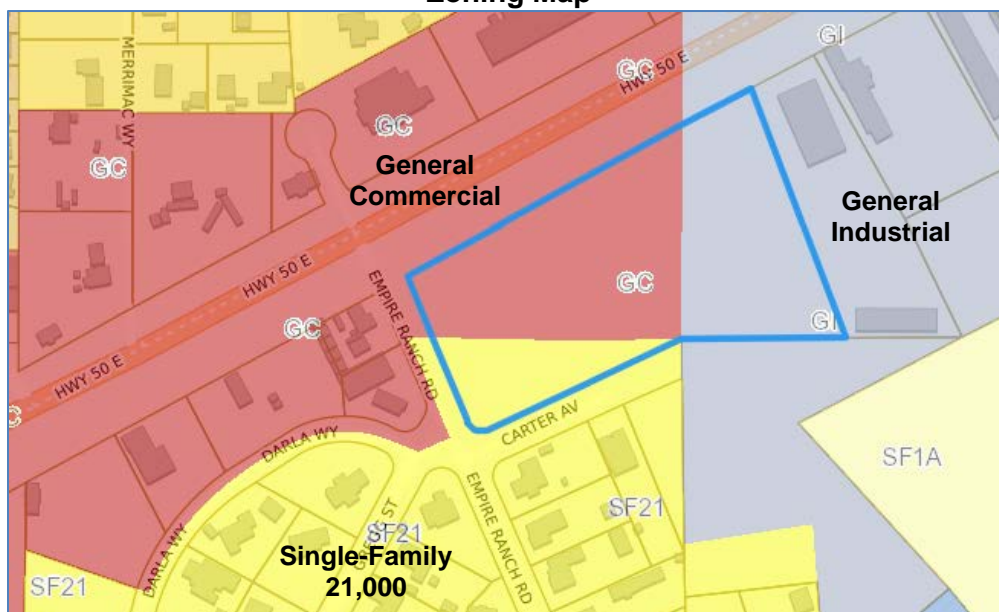 Zoning Map
MERRIMAC WY
GI
GC
HWY 50 E
GC
GC
General
Commercial
General
Industrial
HWY 50 E
EMPIRE RANCH RD
GC
GC
GI
HWY 50 E
C
DARLA WY
CARTER AV
SF1A
EMPIRE RANCH RD
SF21
SF21
Single-Family
21,000
DARLA WY
SF21